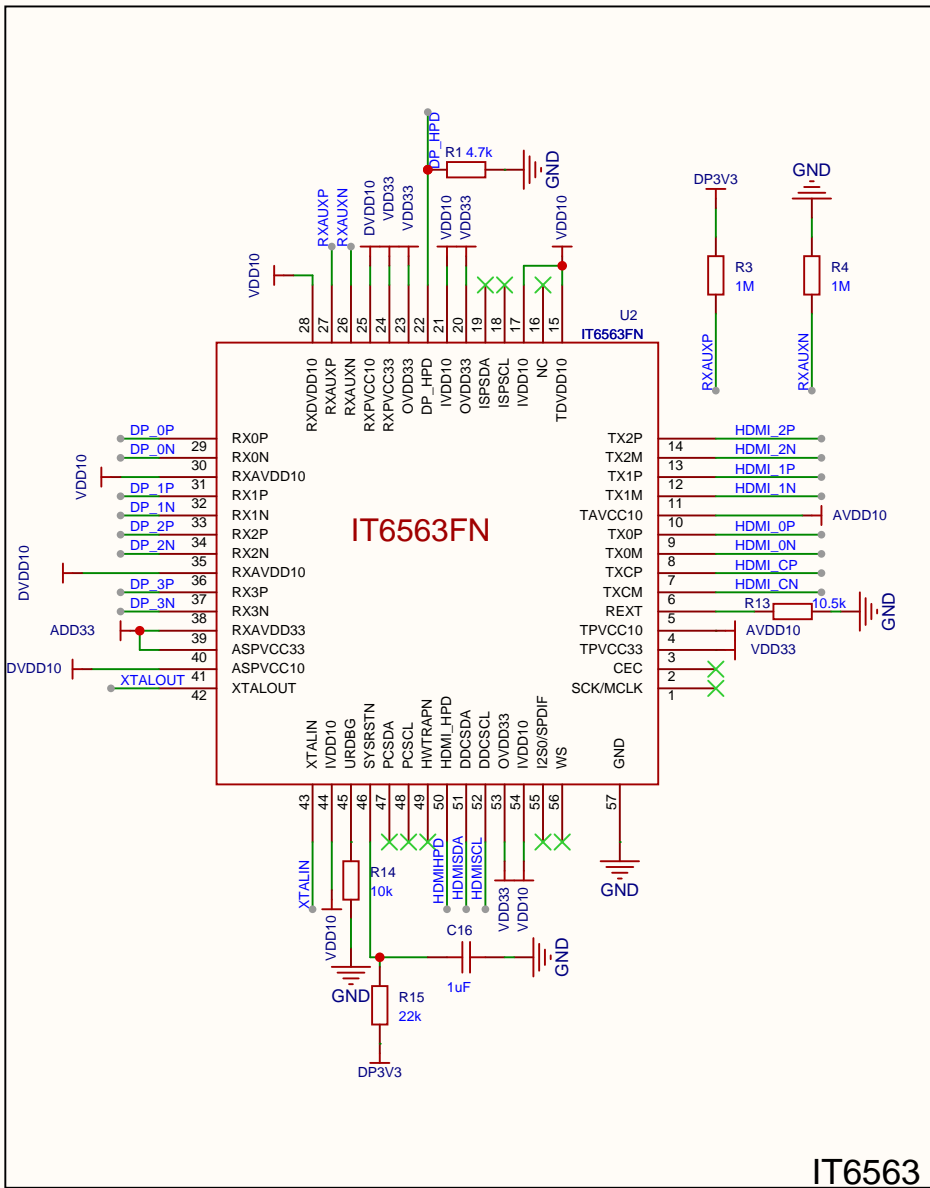 DP_HPD
R1 4.7k
GND
RXAUXP
RXAUXN
DVDD10
VDD33
VDD33
VDD10
VDD33
VDD10
VDD10
DP3V3
R3
1M
RXAUXP
GND
R4
1M
RXAUXN
U2
IT6563FN
28
27
26
25
24
23
22
21
20
19
18
17
16
15
RXDVDD10
RXAUXP
RXAUXN
RXPVCC10
RXPVCC33
OVDD33
DP_HPD
IVDD10
OVDD33
ISPSDA
ISPSCL
IVDD10
NC
TDVDD10
DP_0P
29
RX0P
DP_0N
30
RX0N
VDD10
31
RXAVDD10
DP_1P
32
RX1P
DP_1N
33
RX1N
DP_2P
34
RX2P
DP_2N
35
RX2N
DVDD10
36
RXAVDD10
DP_3P
37
RX3P
DP_3N
38
RX3N
ADD33
39
RXAVDD33
40
ASPVCC33
DVDD10
41
ASPVCC10
XTALOUT
42
XTALOUT
IT6563FN
TX2P
14
HDMI_2P
TX2M
13
HDMI_2N
TX1P
12
HDMI_1P
TX1M
11
HDMI_1N
TAVCC10
10
AVDD10
TX0P
9
HDMI_0P
TX0M
8
HDMI_0N
TXCP
7
HDMI_CP
TXCM
6
HDMI_CN
REXT
5
R13
10.5k
GND
TPVCC10
4
AVDD10
TPVCC33
3
VDD33
CEC
2
SCK/MCLK
1
XTALIN
IVDD10
URDBG
SYSRSTN
PCSDA
PCSCL
HWTRAPN
HDMI_HPD
DDCSDA
DDCSCL
OVDD33
IVDD10
I2S0/SPDIF
WS
GND
43
44
45
46
47
48
49
50
51
52
53
54
55
56
57
XTALIN
VDD10
R14
10k
GND
HDMIHPD
HDMISDA
HDMISCL
VDD33
VDD10
GND
C16
1uF
GND
R15
22k
DP3V3
IT6563